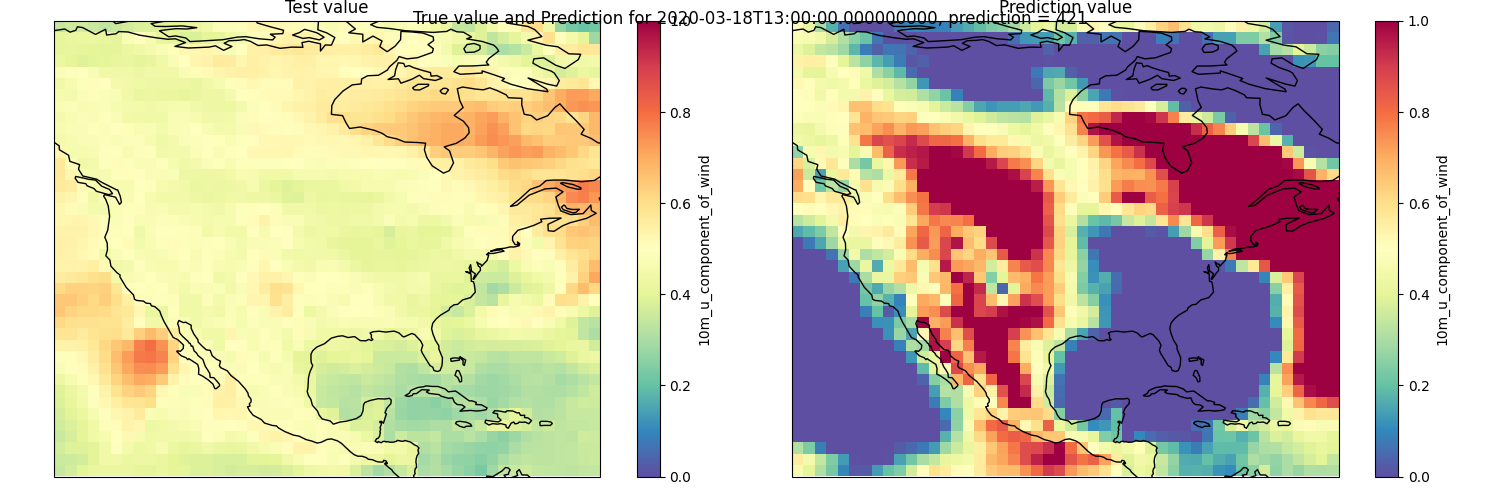 Test value
Prediction value
True value and Prediction for 2020-03-18T13:00:00.000000000  prediction = 421
1.0
0.8
0.6
0.4
0.2
0.0
10m_u_component_of_wind
1.0
0.8
0.6
0.4
0.2
0.0
10m_u_component_of_wind